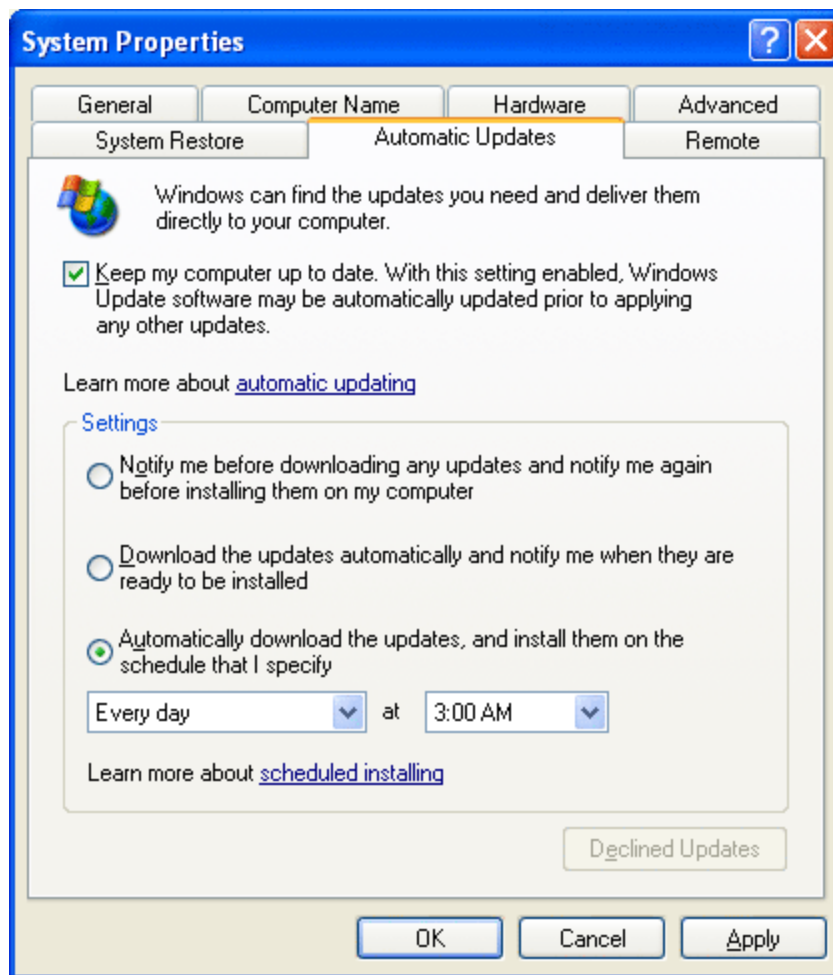 System Properties
General Computer Name Hardware Advanced
System Restore Automatic Updates Remote
Windows can find the updates you need and deliver them
directly to your computer.
Keep my computer up to date. With this setting enabled, Windows
Update software may be automatically updated prior to applying
any other updates.
Learn more about automatic updating
Settings
Notify me before downloading any updates and notify me again
before installing them on my computer
Download the updates automatically and notify me when they are
ready to be installed
Automatically download the updates, and install them on the
schedule that I specify
Every day at 3:00 AM
Learn more about scheduled installing
Declined Updates
OK Cancel Apply